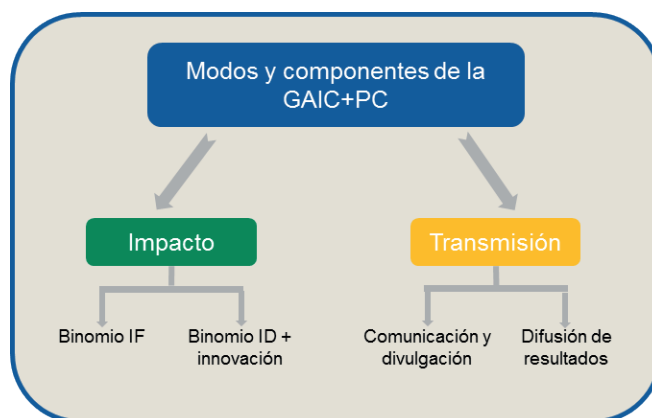 Modos y componentes de la
GAIC+PC
Impacto
Transmisión
Binomio IF
Binomio ID +
innovación
Comunicación y
divulgación
Difusión de
resultados